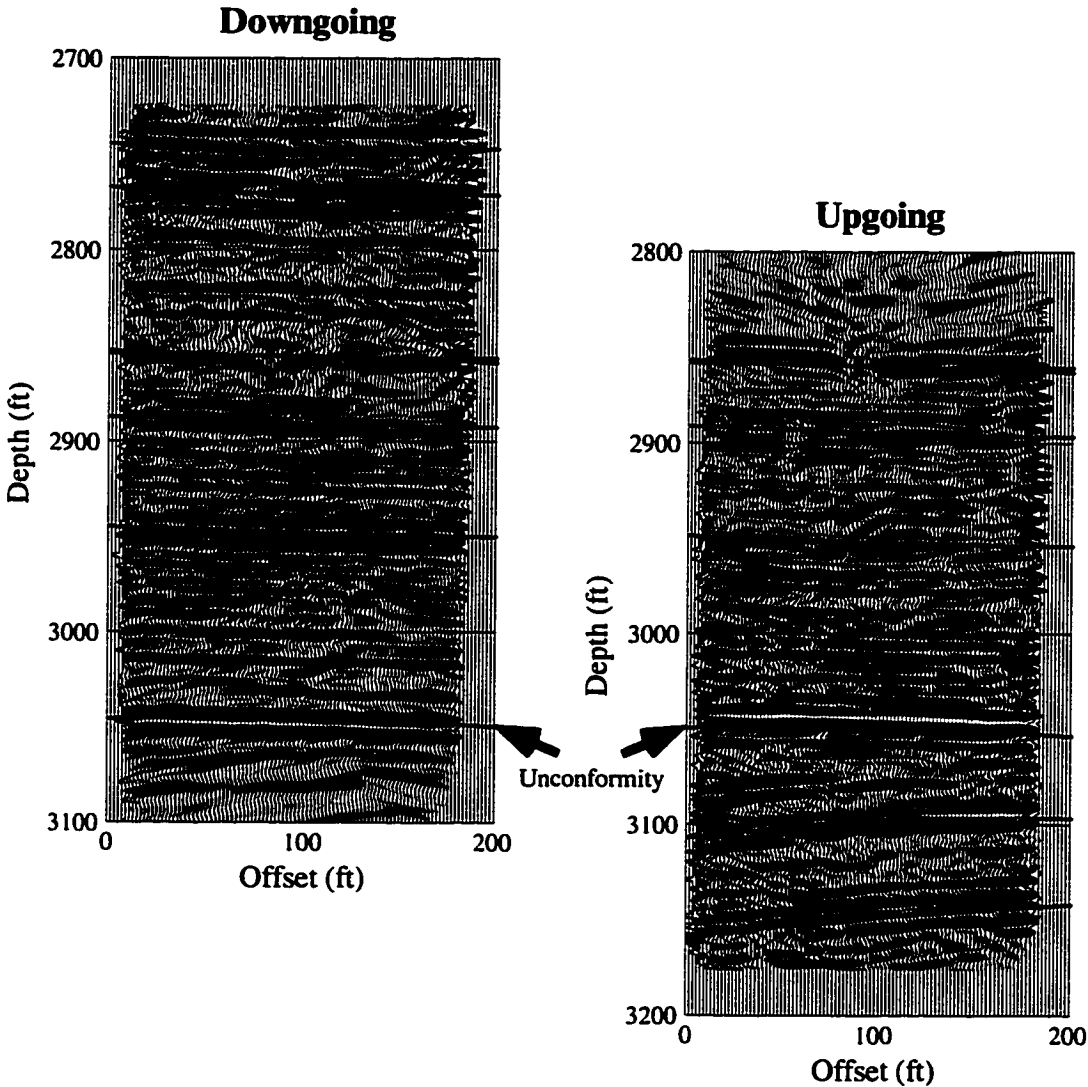 Downgoing
2700
2800
2900
3000
3100
Depth (ft)
0
100
200
Offset (ft)
Unconformity
Upgoing
2800
2900
3000
3100
3200
Depth (ft)
0
100
200
Offset (ft)